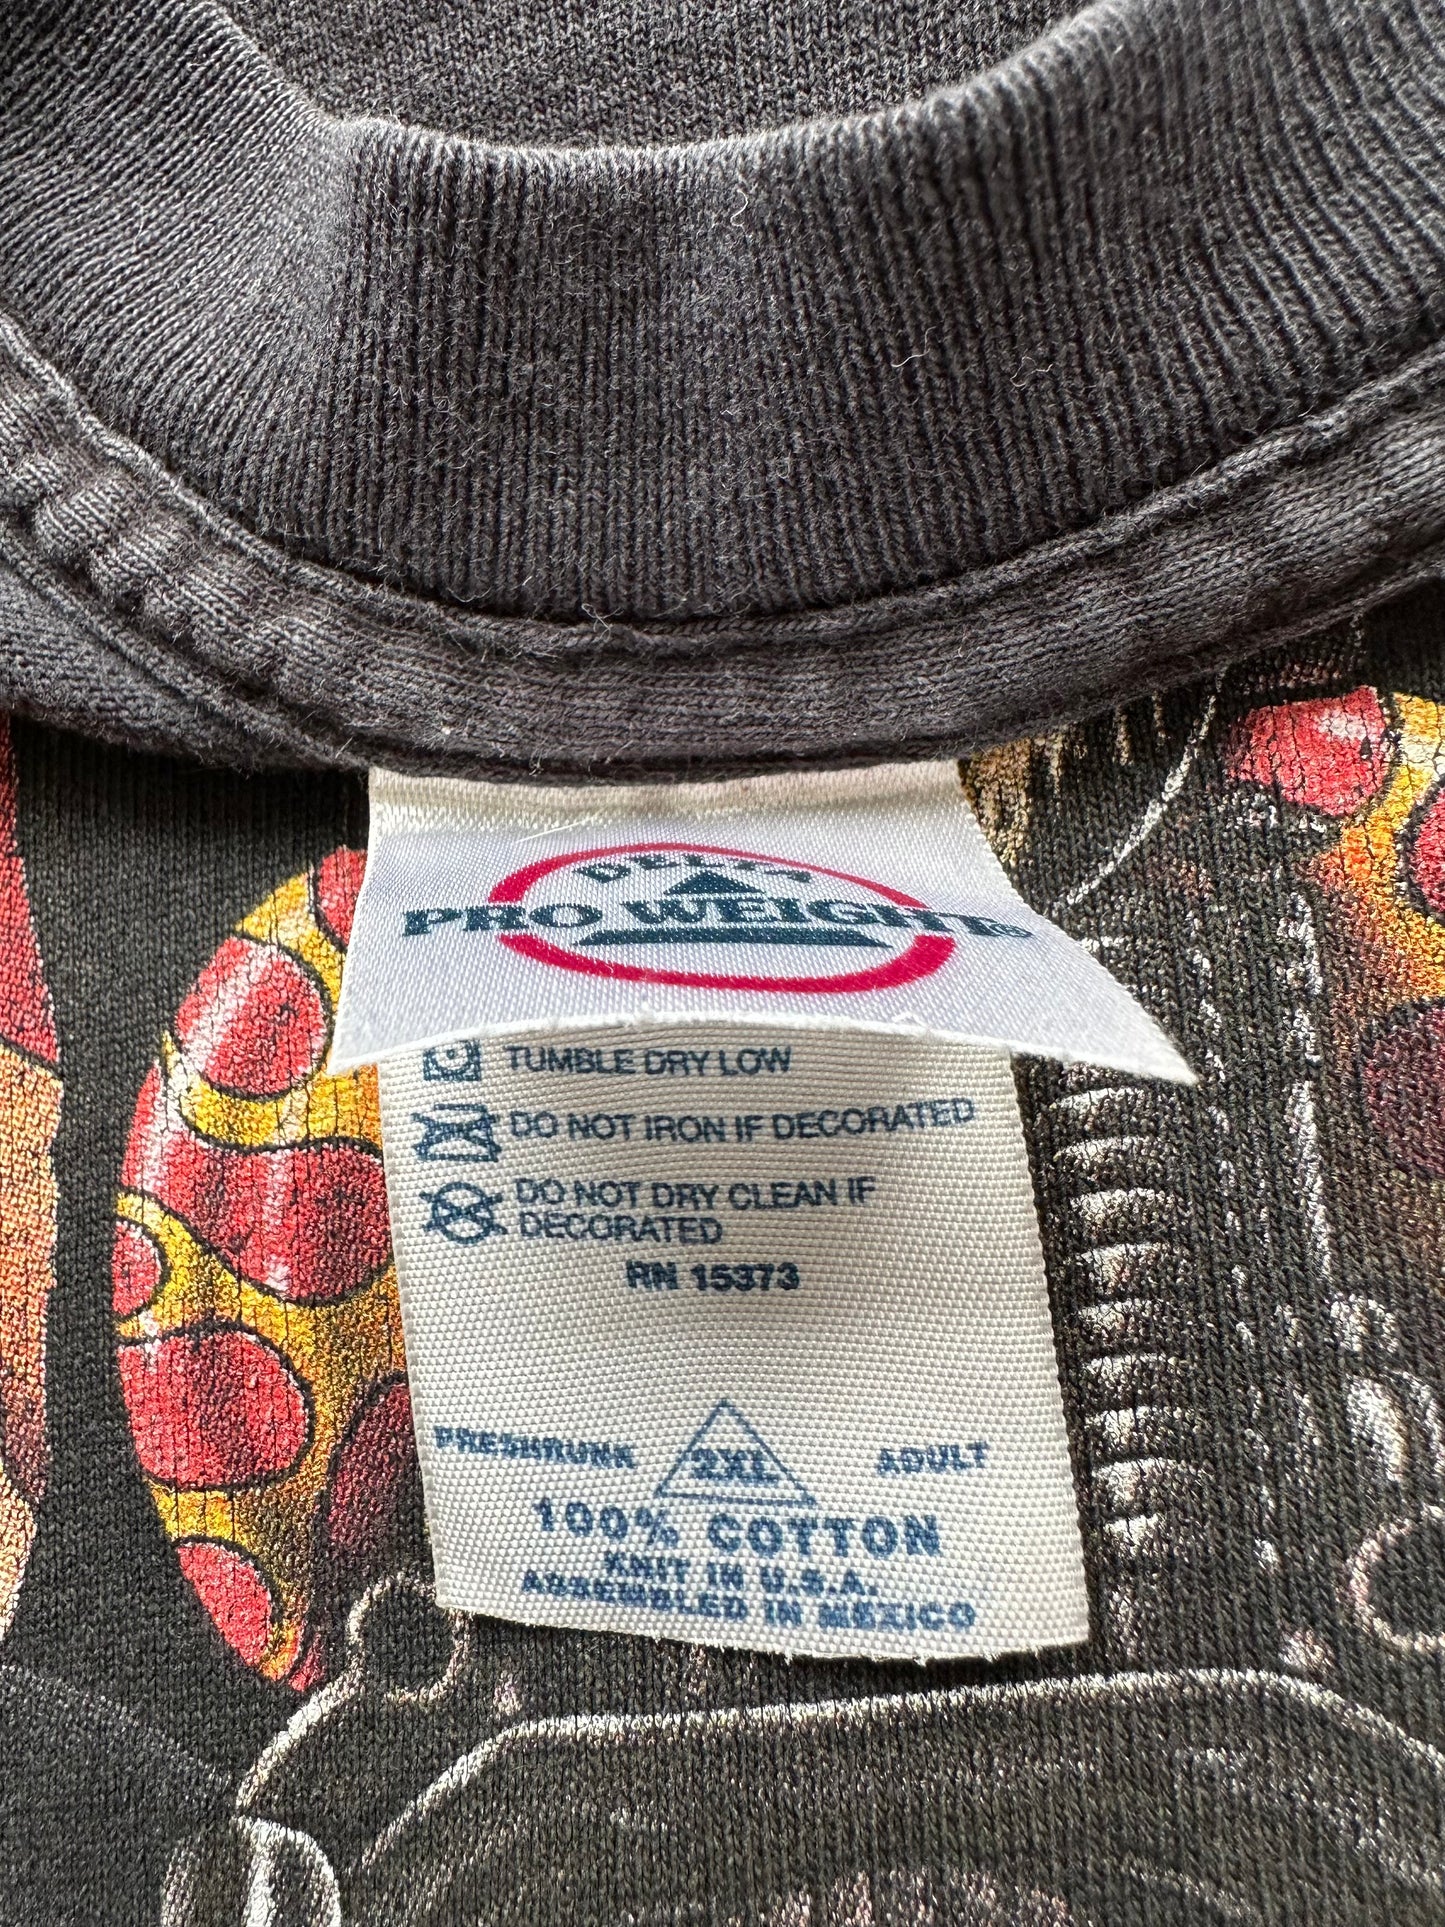 DELTA
PRO WEIGHT®
TUMBLE DRY LOW
DO NOT IRON IF DECORATED
DO NOT DRY CLEAN IF
DECORATED
RN 15373
PRESHRUNK 2XL ADULT
100% COTTON
KNIT IN U.S.A.
ASSEMBLED IN MEXICO